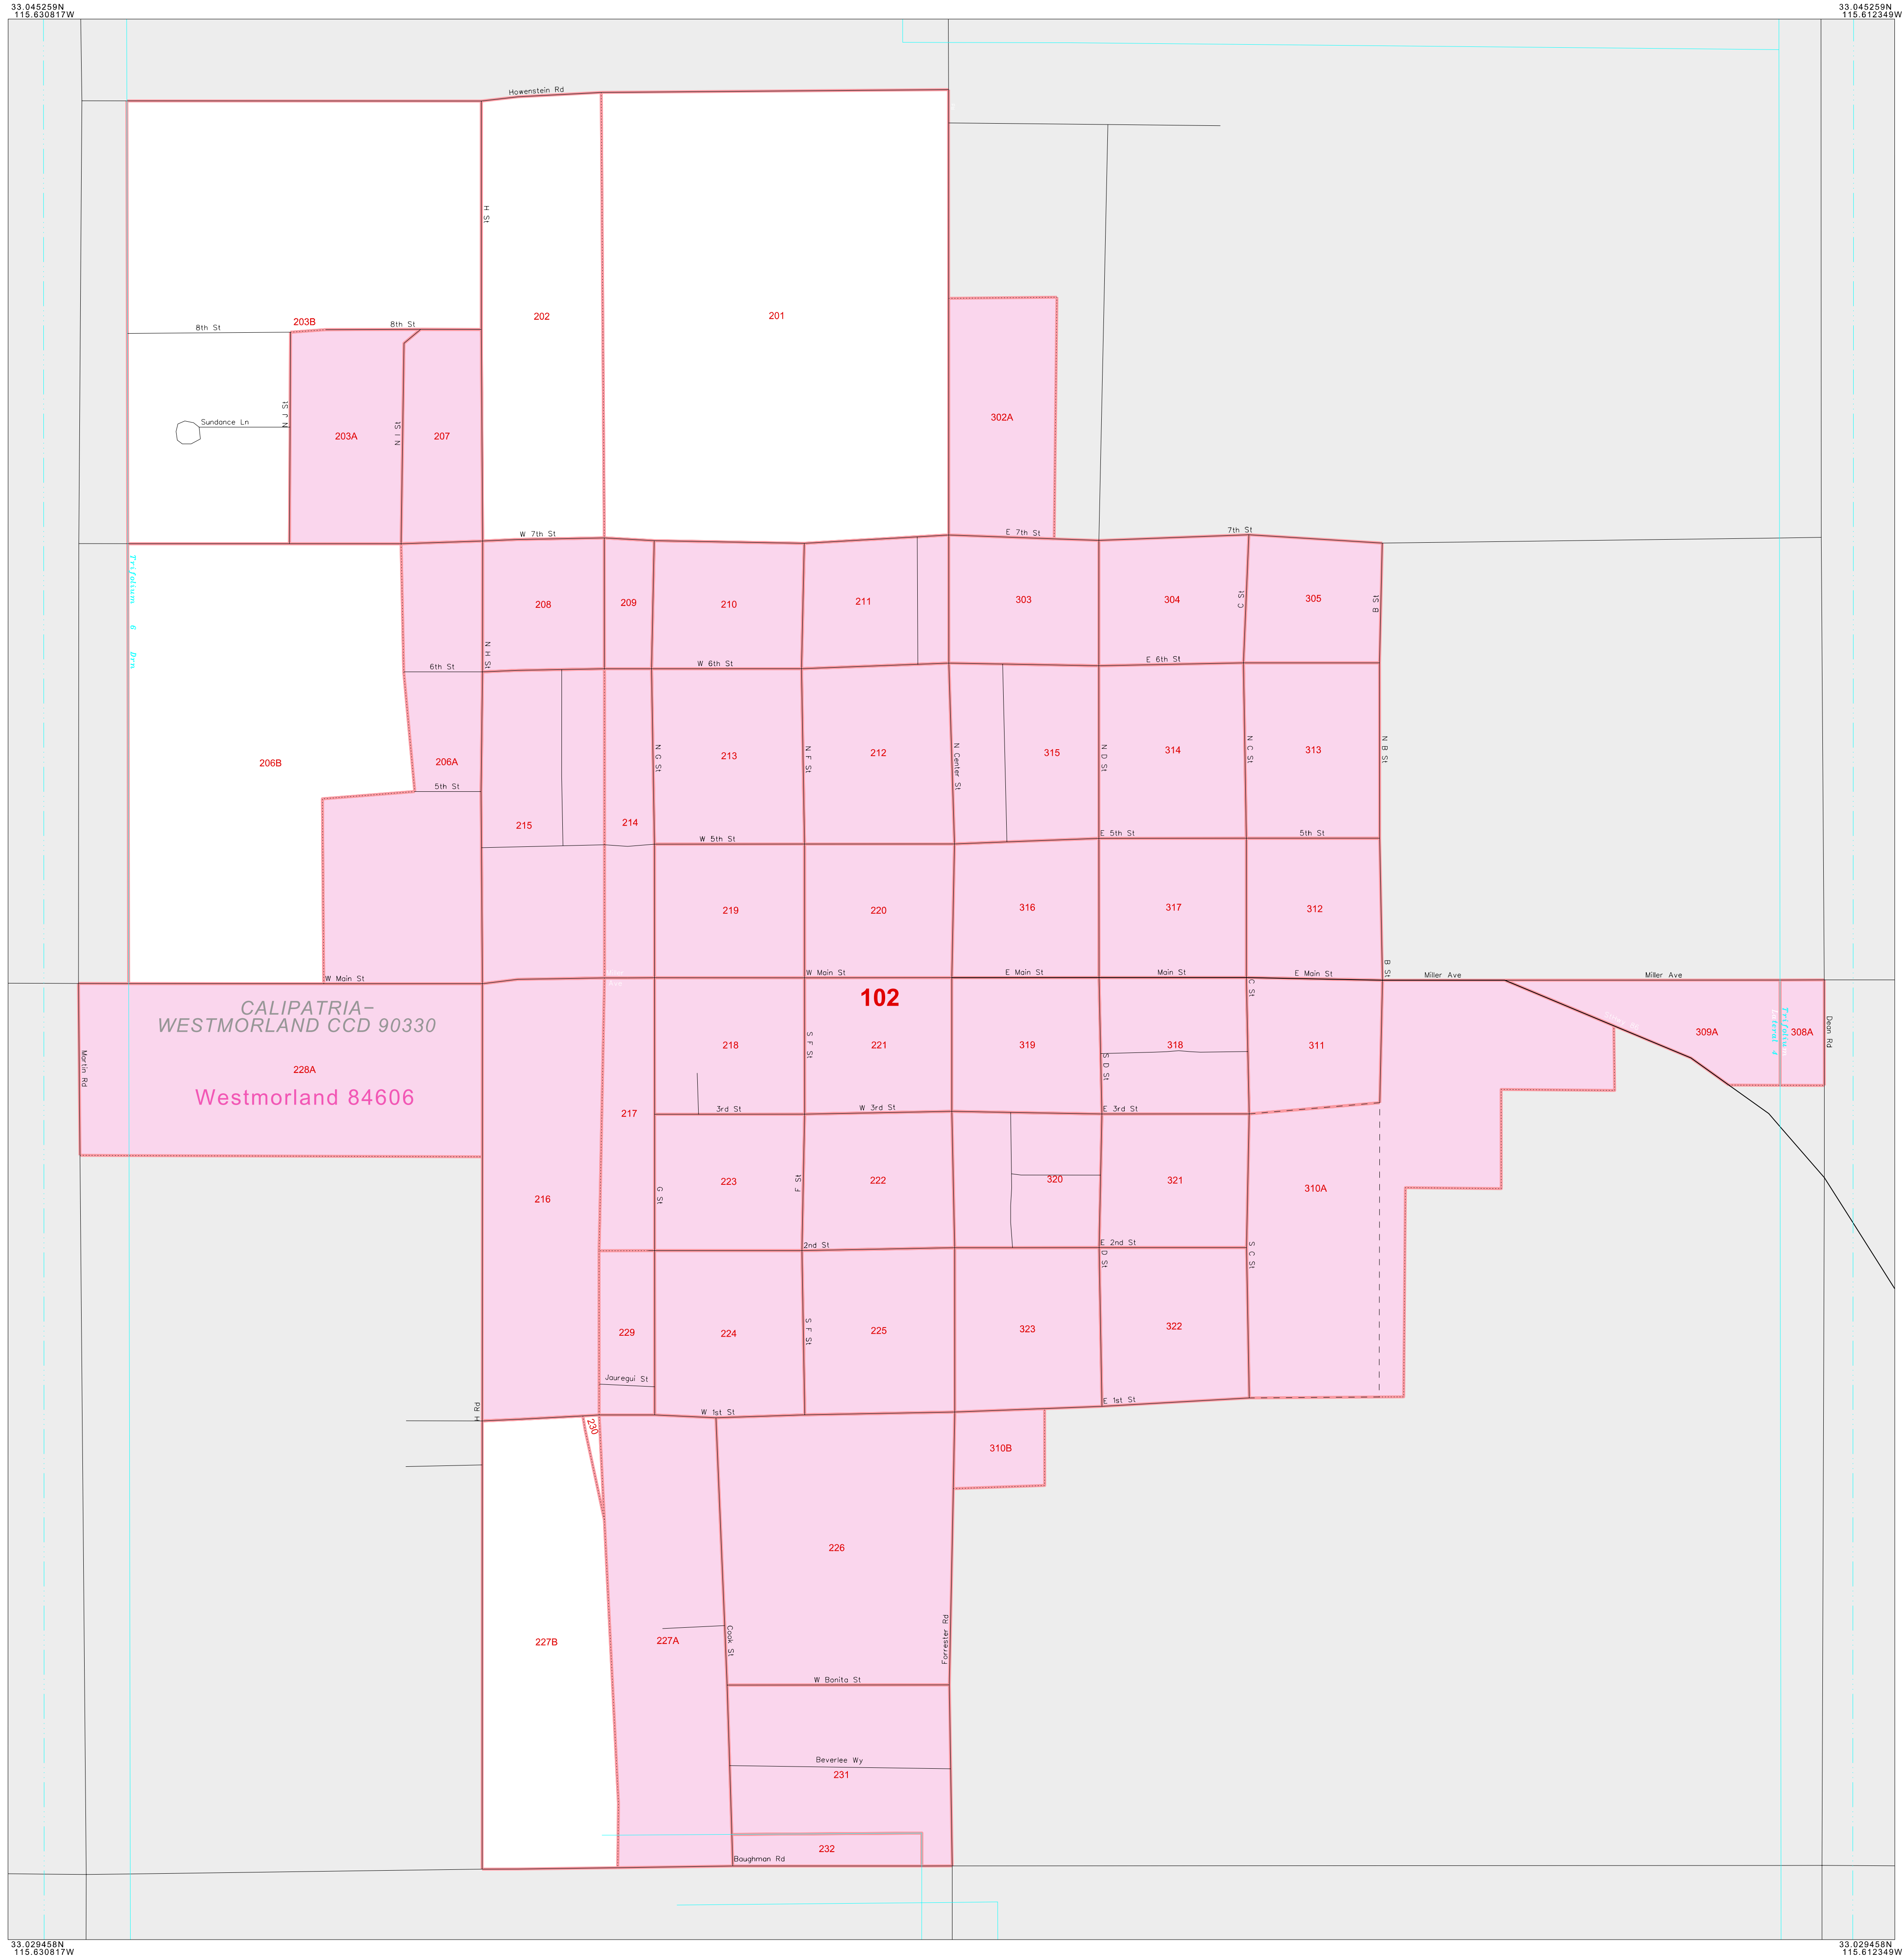 33.045259N
115.630817W
33.045259N
115.612349W
Howenstein Rd
H St
202
201
203B
8th St
8th St
302A
Sundance Ln
N J St
203A
N I St
207
W 7th St
E 7th St
7th St
Trifolium 6 Drn
208
209
210
211
303
304
C St
305
B St
N H St
6th St
W 6th St
E 6th St
206B
206A
5th St
215
214
N G St
213
N F St
212
N Center St
315
N D St
314
N C St
313
N B St
W 5th St
E 5th St
5th St
219
220
316
317
312
W Main St
Miller
Ave
W Main St
E Main St
Main St
E Main St
B St
Miller Ave
Miller Ave
102
C St
CALIPATRIA-
WESTMORLAND CCD 90330
Martin Rd
228A
Westmorland 84606
218
S F St
221
319
S D St
318
311
309A
Trifolium
Lateral 4
308A
Dean Rd
217
3rd St
W 3rd St
E 3rd St
216
G St
223
F St
222
320
321
310A
2nd St
E 2nd St
D St
S C St
229
224
S F St
225
323
322
Jauregui St
H Rd
W 1st St
E 1st St
230
310B
226
227B
227A
Cook St
Forrester Rd
W Bonita St
Beverlee Wy
231
232
Baughman Rd
33.029458N
115.630817W
33.029458N
115.612349W